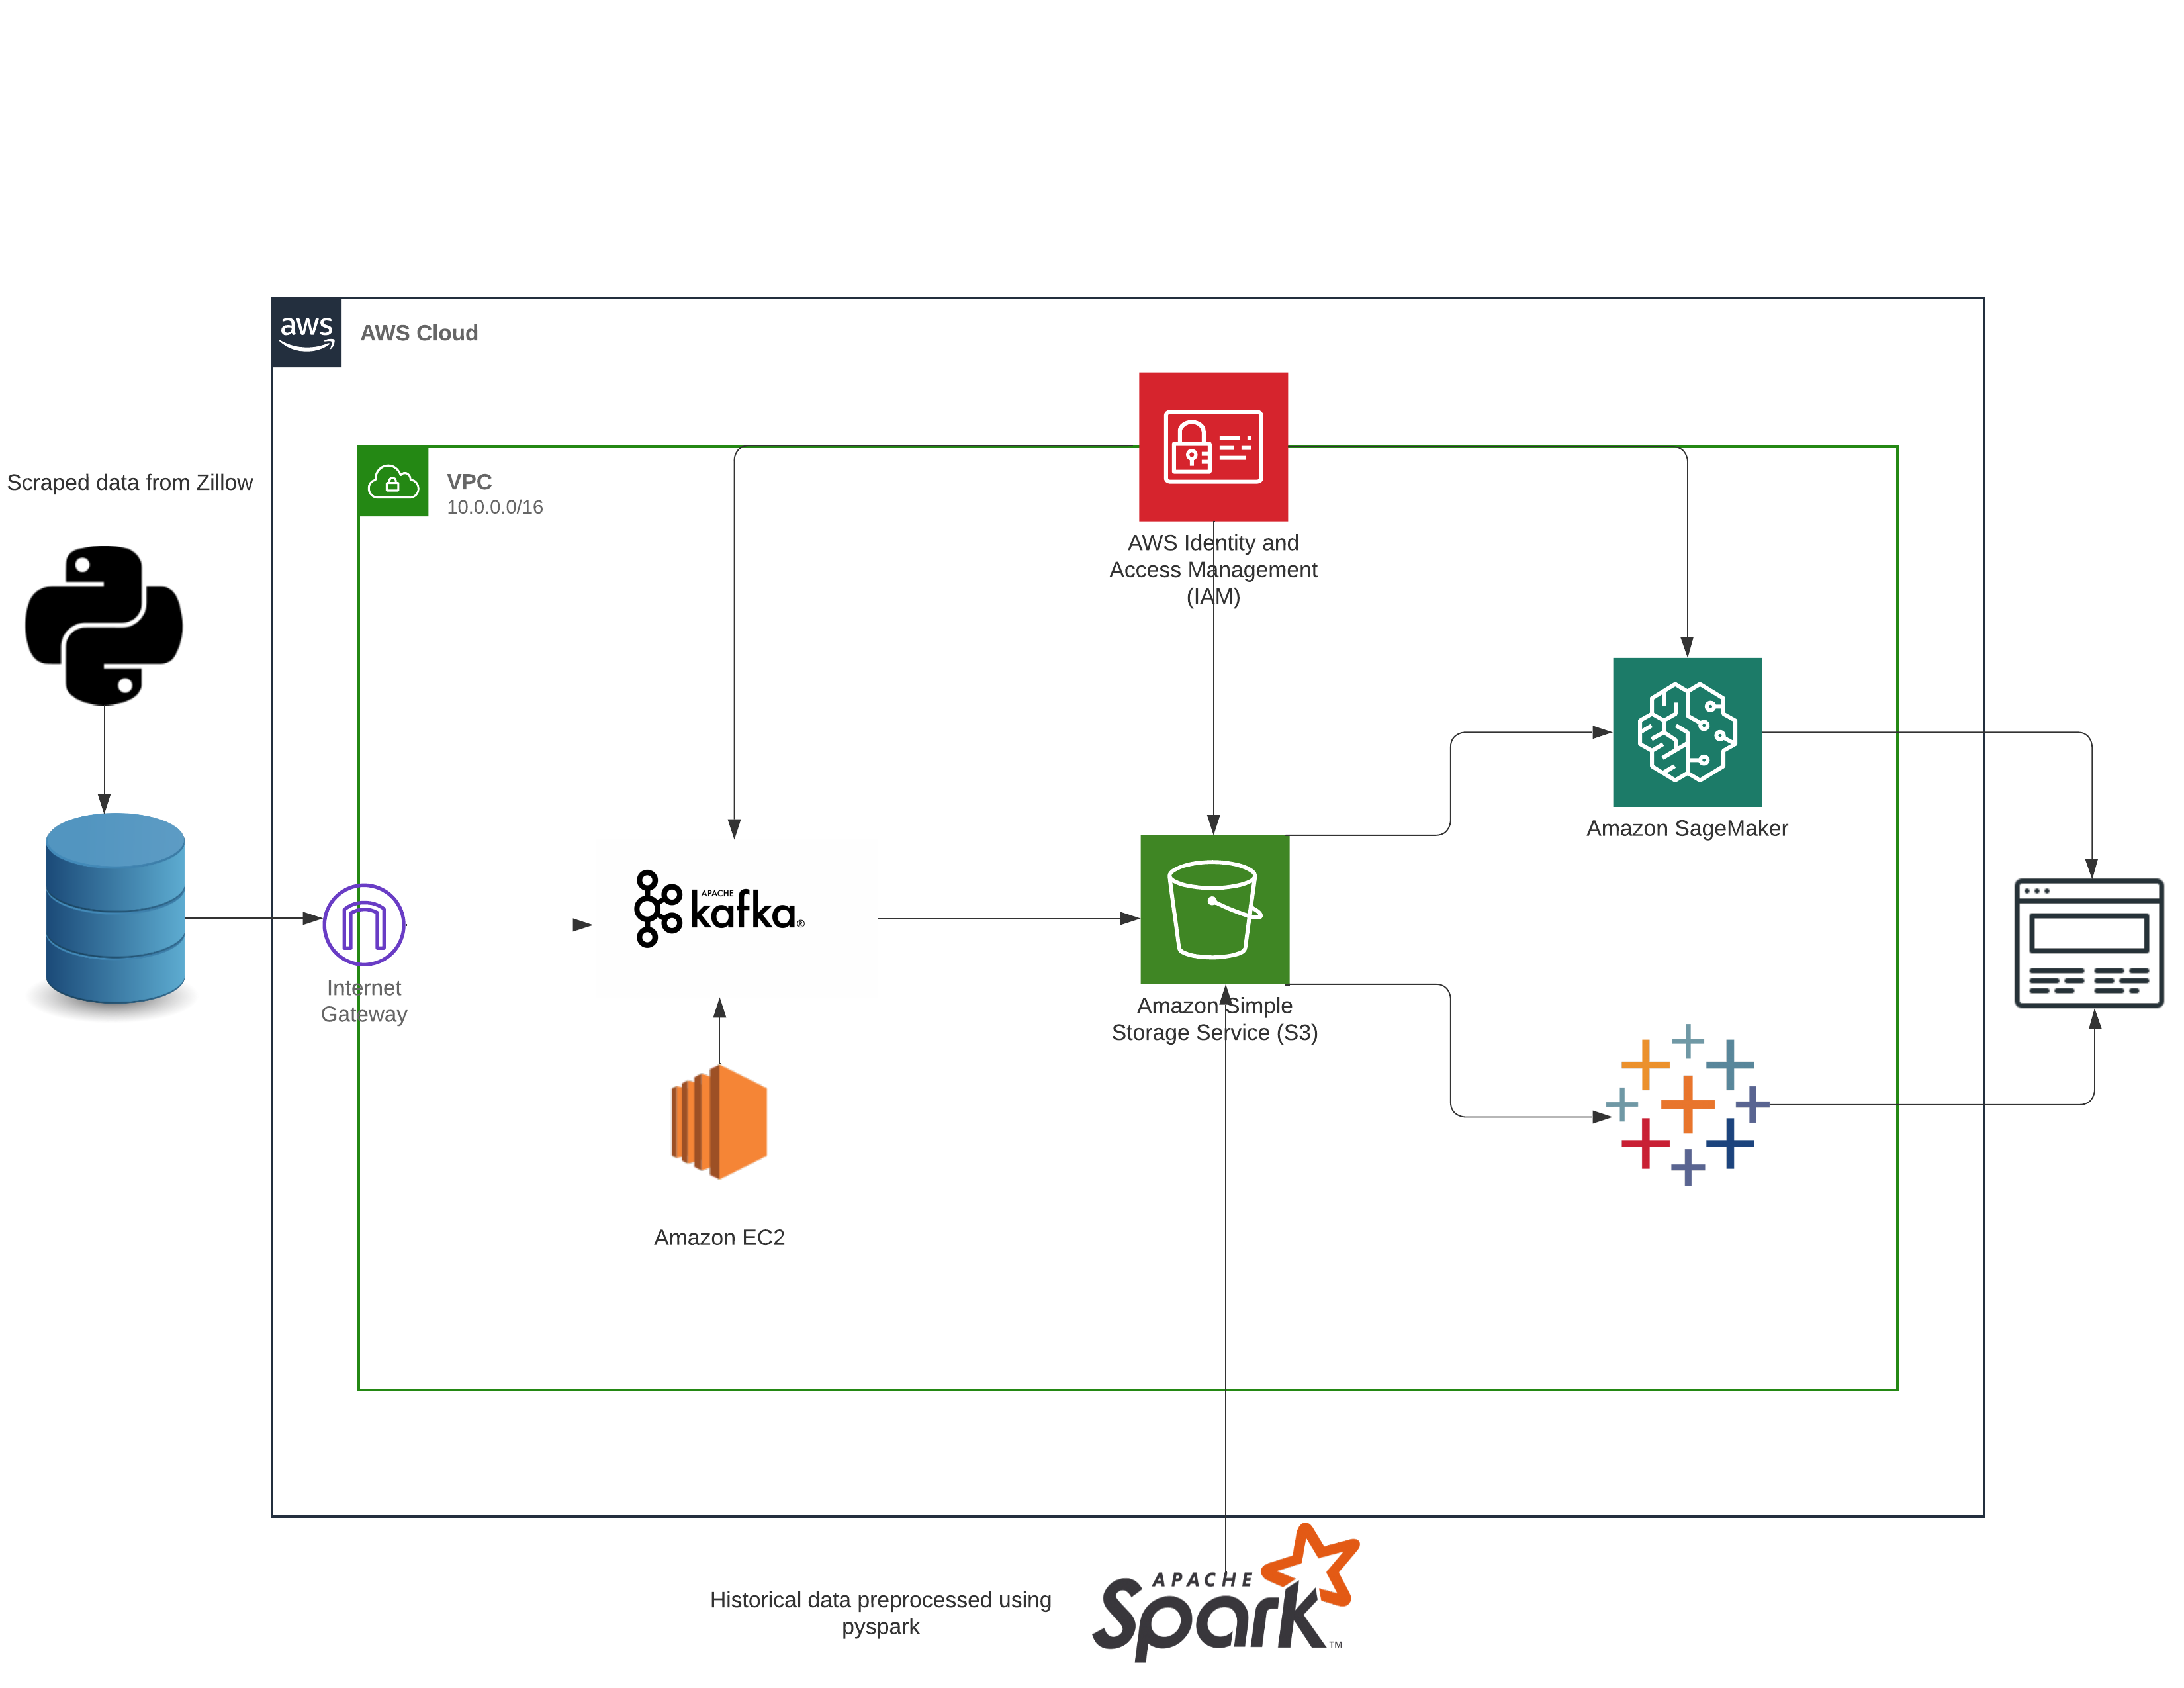 aws
AWS Cloud
Scraped data from Zillow
VPC
10.0.0.0/16
AWS Identity and
Access Management
(IAM)
Amazon SageMaker
APACHE
kafka®
Internet
Gateway
Amazon Simple
Storage Service (S3)
Amazon EC2
Historical data preprocessed using
pyspark
APACHE
Spark™